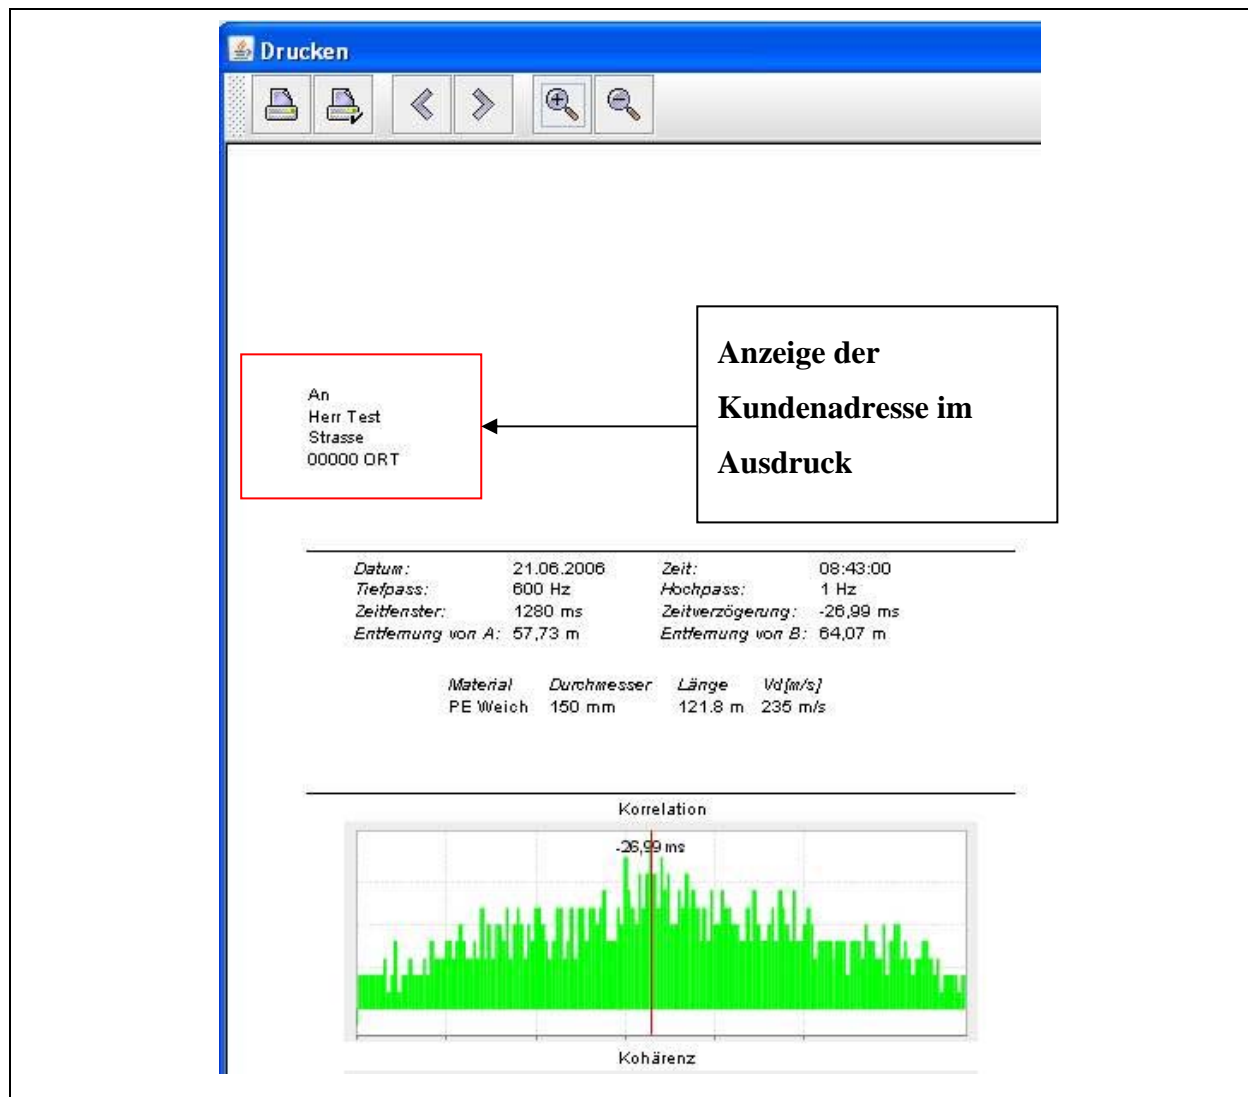 Drucken
An
Herr Test
Strasse
00000 ORT
Anzeige der
Kundenadresse im
Ausdruck
Datum: 21.06.2006 Zeit: 08:43:00
Tiefpass: 600 Hz Hochpass: 1 Hz
Zeitfenster: 1280 ms Zeitverzögerung: -26,99 ms
Entfernung von A: 57,73 m Entfernung von B: 64,07 m
Material Durchmesser Länge Vd[m/s]
PE Weich 150 mm 121.8 m 235 m/s
Korrelation
-26,99 ms
Kohärenz